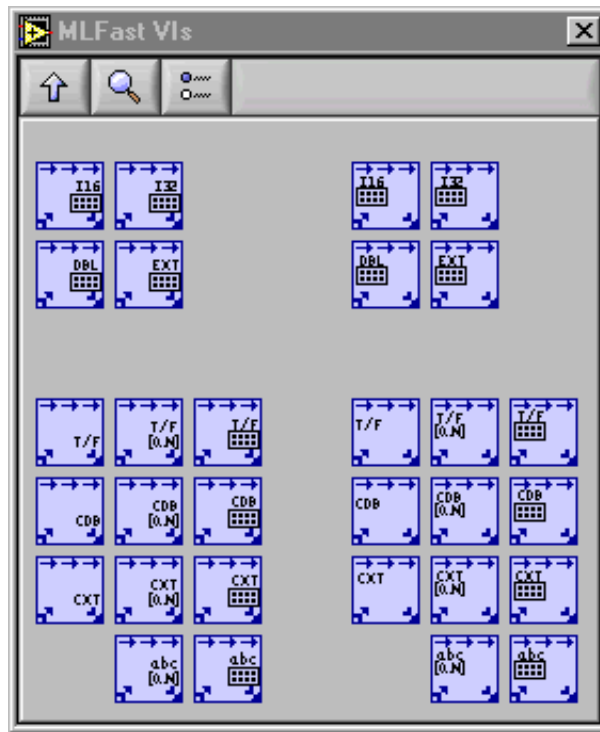 MLFast VIs
I16 I32 I16 I32
DBL EXT DBL EXT
T/F T/F [0.N] T/F T/F T/F [0.N] T/F
CDB CDB [0.N] CDB CDB CDB [0.N] CDB
CXT CXT [0.N] CXT CXT CXT [0.N] CXT
abc [0.N] abc abc [0.N] abc